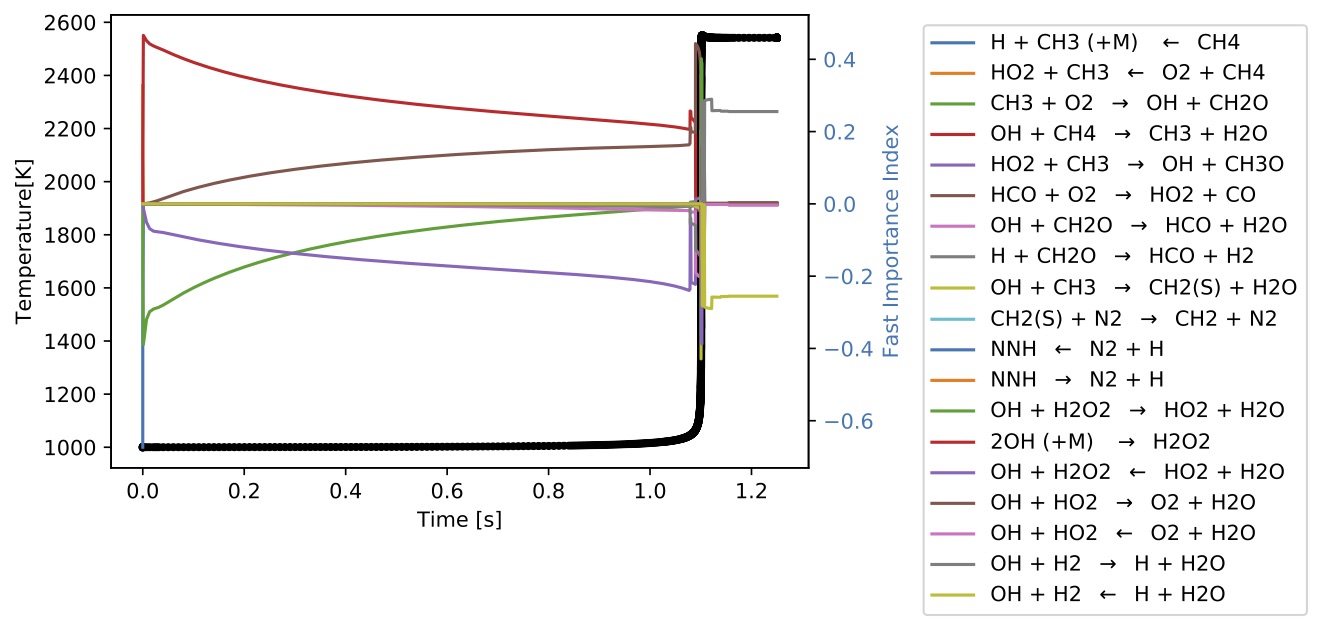 2600
2400
2200
2000
1800
1600
1400
1200
1000
Temperature[K]
0.0 0.2 0.4 0.6 0.8 1.0 1.2
Time [s]
0.4
0.2
0.0
−0.2
−0.4
−0.6
Fast Importance Index
H + CH3 (+M) ← CH4
HO2 + CH3 ← O2 + CH4
CH3 + O2 → OH + CH2O
OH + CH4 → CH3 + H2O
HO2 + CH3 → OH + CH3O
HCO + O2 → HO2 + CO
OH + CH2O → HCO + H2O
H + CH2O → HCO + H2
OH + CH3 → CH2(S) + H2O
CH2(S) + N2 → CH2 + N2
NNH ← N2 + H
NNH → N2 + H
OH + H2O2 → HO2 + H2O
2OH (+M) → H2O2
OH + H2O2 ← HO2 + H2O
OH + HO2 → O2 + H2O
OH + HO2 ← O2 + H2O
OH + H2 → H + H2O
OH + H2 ← H + H2O